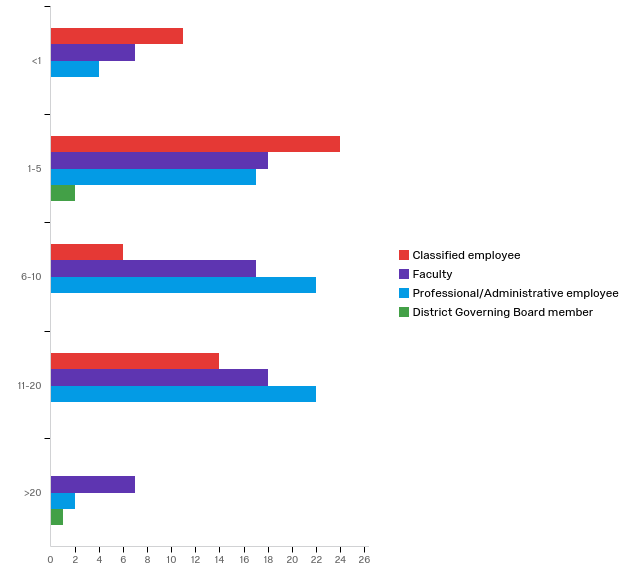 <1
1-5
6-10
11-20
>20
0 2 4 6 8 10 12 14 16 18 20 22 24 26
Classified employee
Faculty
Professional/Administrative employee
District Governing Board member